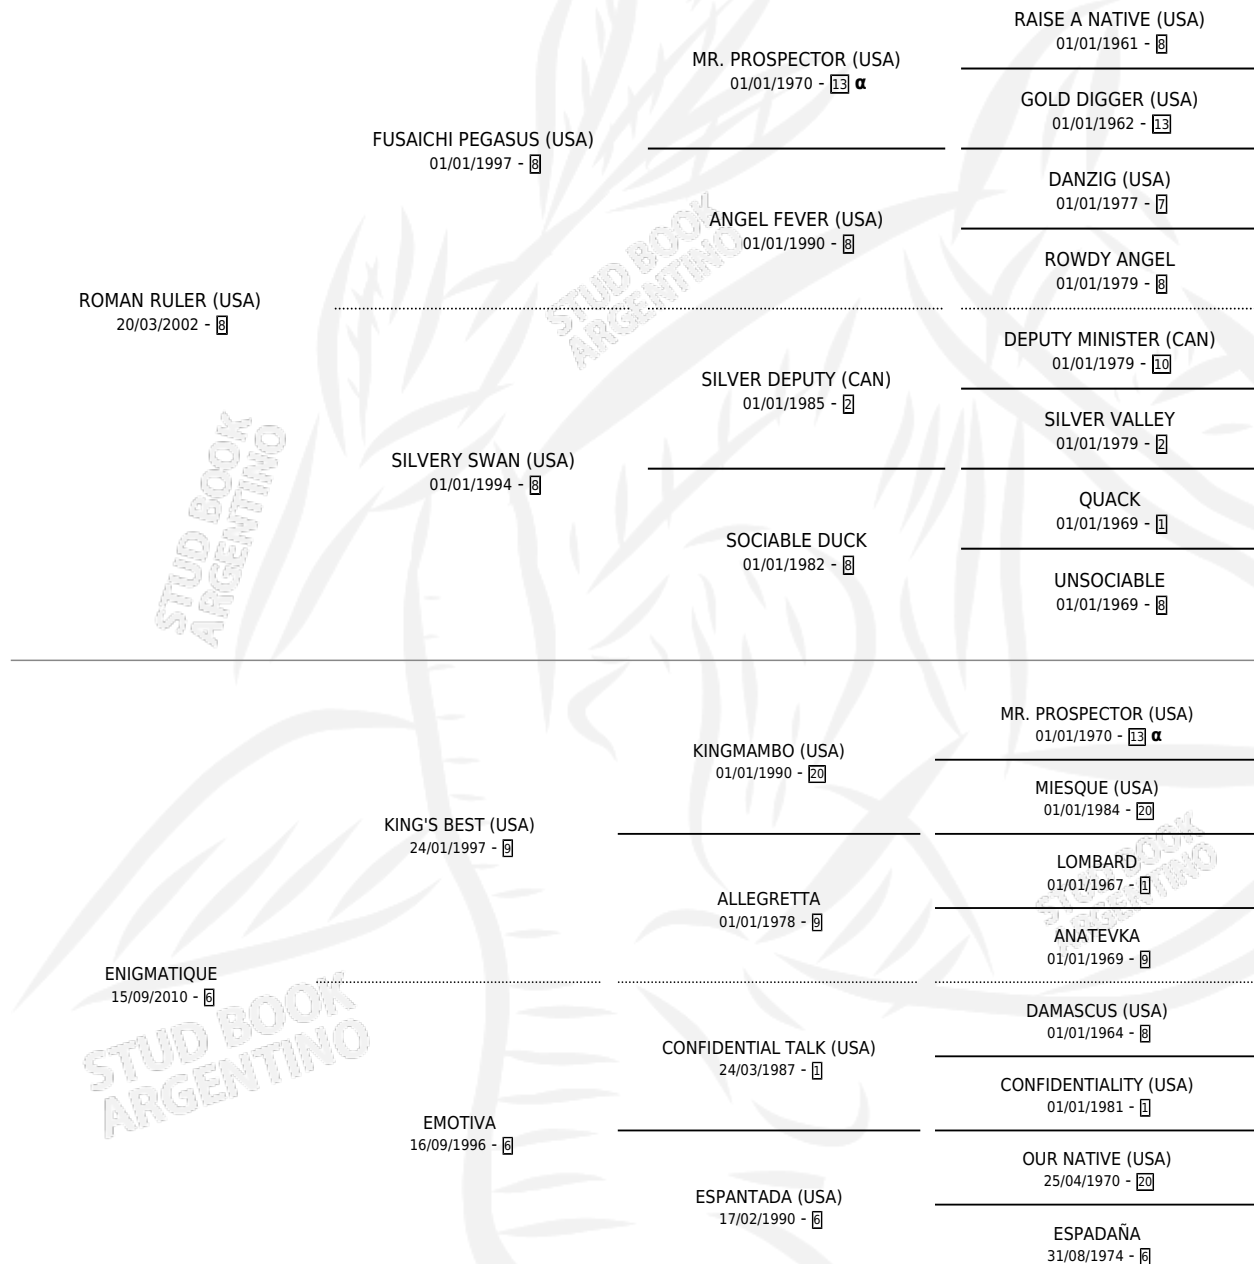 RAISE A NATIVE (USA)
01/01/1961 - 8
MR. PROSPECTOR (USA)
01/01/1970 - 13 α
GOLD DIGGER (USA)
01/01/1962 - 13
FUSAICHI PEGASUS (USA)
01/01/1997 - 8
DANZIG (USA)
01/01/1977 - 7
ANGEL FEVER (USA)
01/01/1990 - 8
ROWDY ANGEL
01/01/1979 - 8
ROMAN RULER (USA)
20/03/2002 - 8
DEPUTY MINISTER (CAN)
01/01/1979 - 10
SILVER DEPUTY (CAN)
01/01/1985 - 2
SILVER VALLEY
01/01/1979 - 2
SILVERY SWAN (USA)
01/01/1994 - 8
QUACK
01/01/1969 - 1
SOCIABLE DUCK
01/01/1982 - 8
UNSOCIABLE
01/01/1969 - 8
MR. PROSPECTOR (USA)
01/01/1970 - 13 α
KINGMAMBO (USA)
01/01/1990 - 20
MIESQUE (USA)
01/01/1984 - 20
KING'S BEST (USA)
24/01/1997 - 9
LOMBARD
01/01/1967 - 1
ALLEGRETTA
01/01/1978 - 9
ANATEVKA
01/01/1969 - 9
ENIGMATIQUE
15/09/2010 - 6
DAMASCUS (USA)
01/01/1964 - 8
CONFIDENTIAL TALK (USA)
24/03/1987 - 1
CONFIDENTIALITY (USA)
01/01/1981 - 1
EMOTIVA
16/09/1996 - 6
OUR NATIVE (USA)
25/04/1970 - 20
ESPANTADA (USA)
17/02/1990 - 6
ESPADAÑA
31/08/1974 - 6
STUD BOOK
ARGENTINO
STUD BOOK
ARGENTINO
STUD BOOK
ARGENTINO
STUD BOOK
ARGENTINO